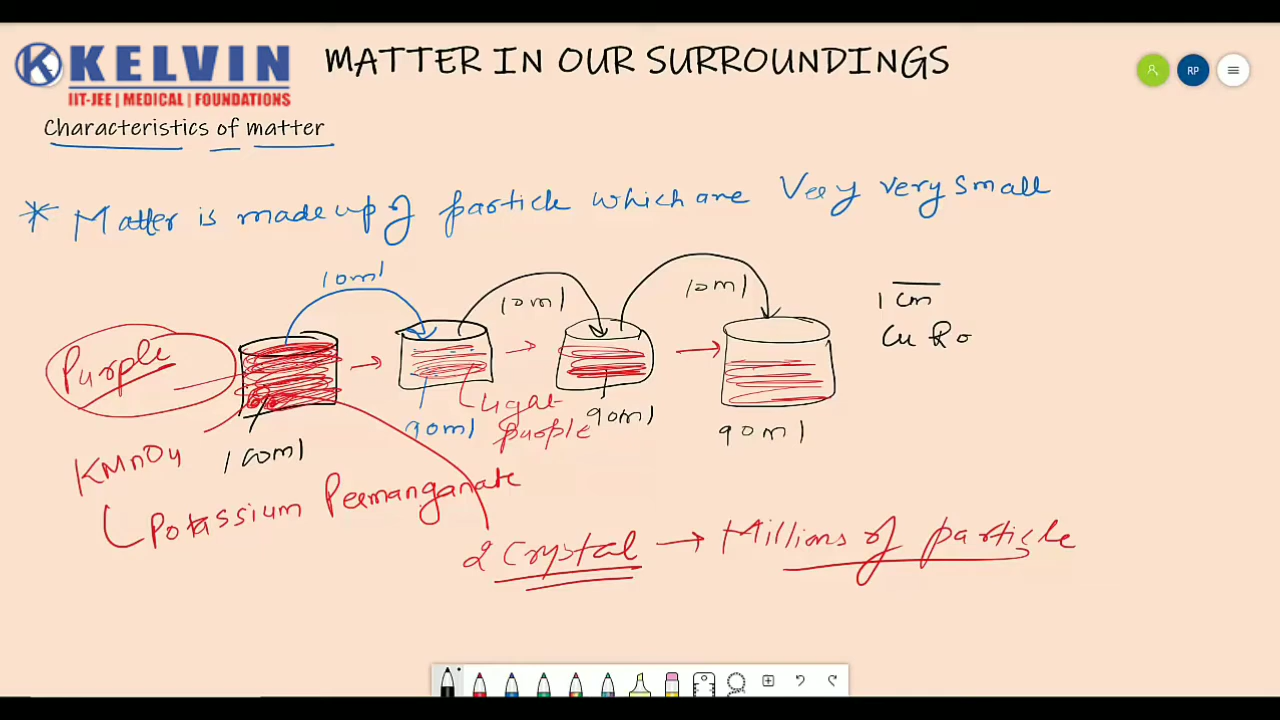 KELVIN
IIT-JEE | MEDICAL | FOUNDATIONS
MATTER IN OUR SURROUNDINGS
RP
Characteristics of matter
* Matter is made up of particle which are Very very small
10ml
10ml
10ml
1 cm
Purple
Light
purple
100ml
90ml
90ml
90ml
KMnO4
Potassium Permanganate
2 Crystal → Millions of particle